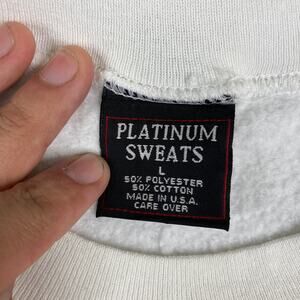 PLATINUM
SWEATS
L
50% POLYESTER
50% COTTON
MADE IN U.S.A.
CARE OVER